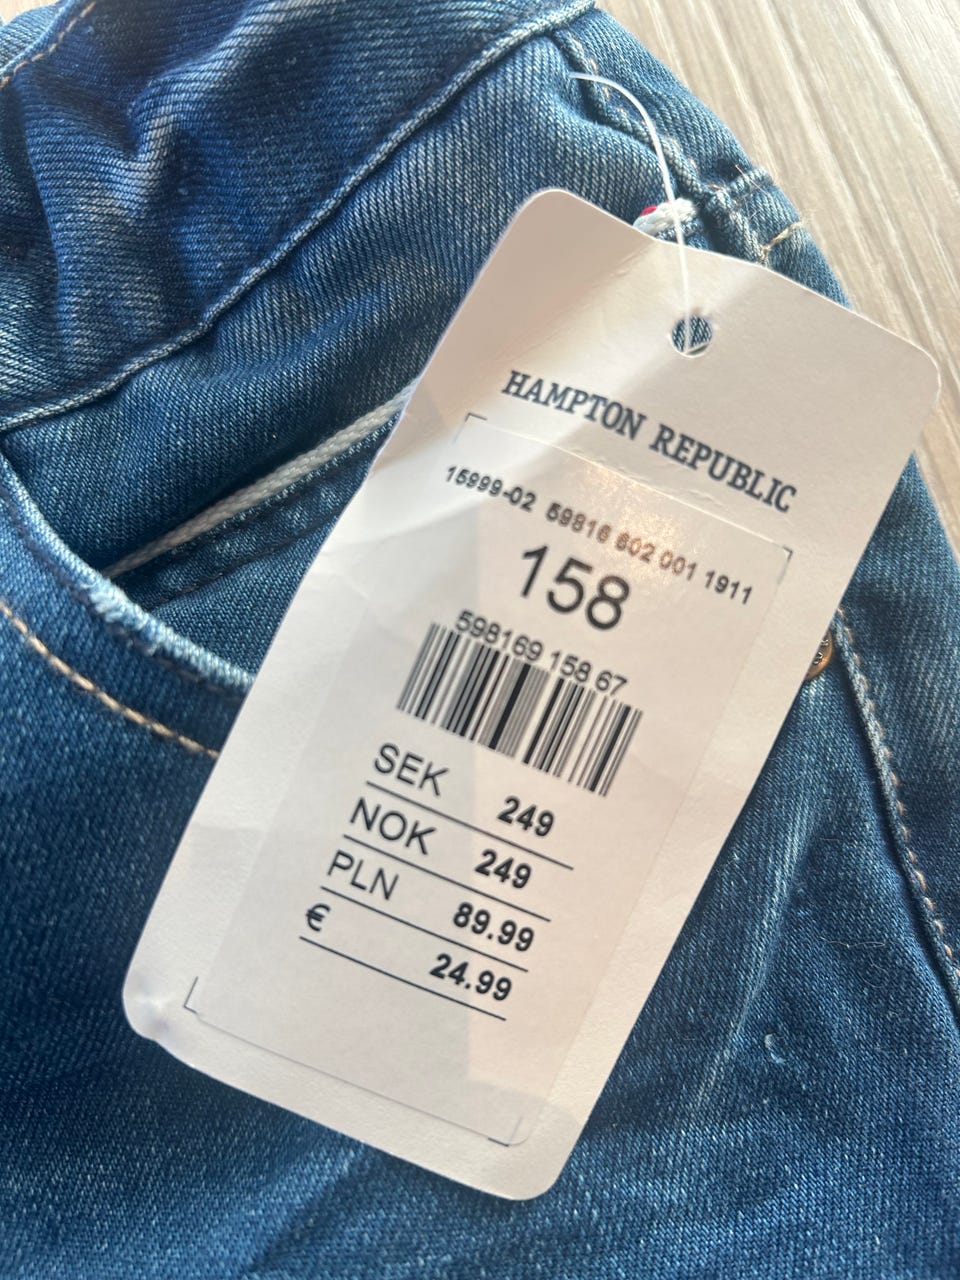 HAMPTON REPUBLIC
15999-02 59816 602 001 1911
158
598169 158 67
SEK 249
NOK 249
PLN 89.99
€ 24.99